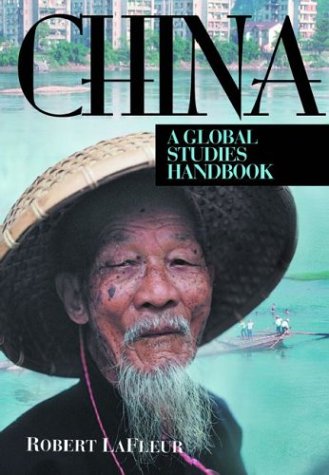 CHINA
A GLOBAL
STUDIES
HANDBOOK
ROBERT LAFLEUR